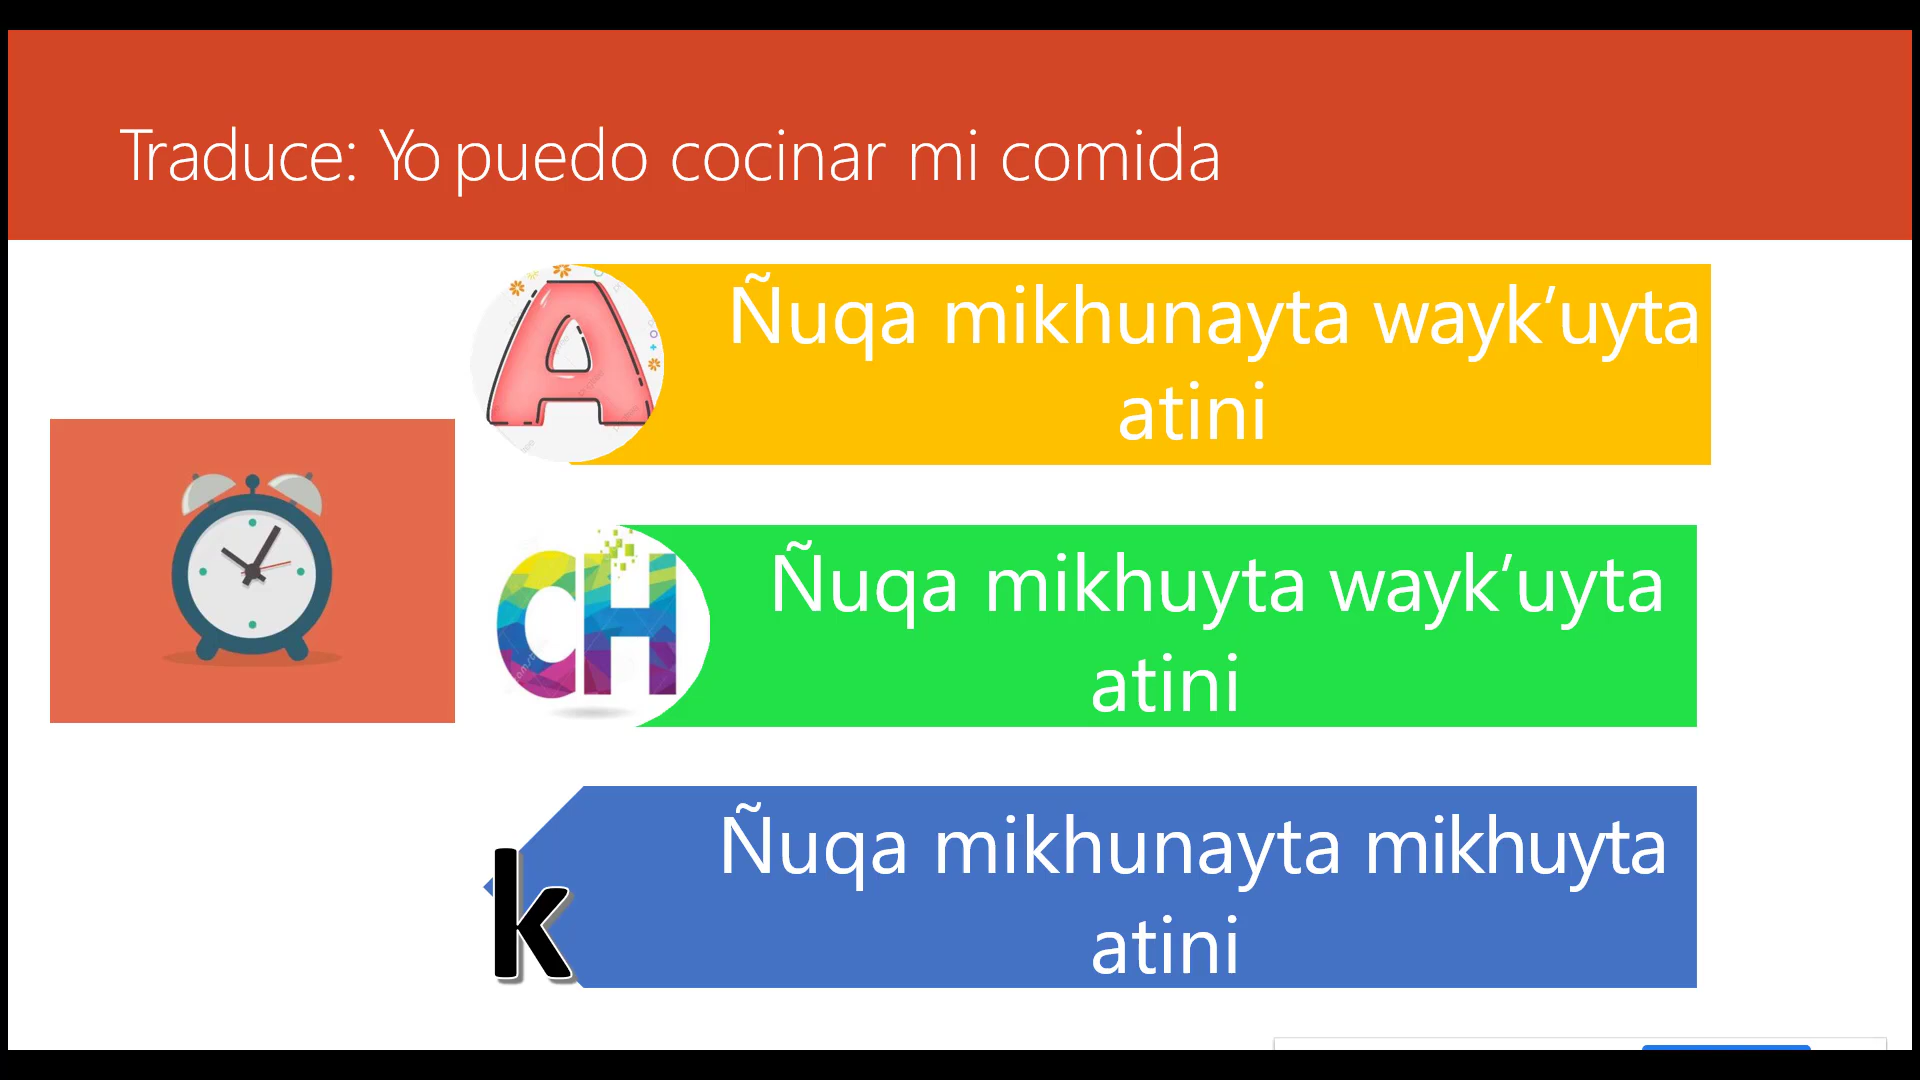 Traduce: Yo puedo cocinar mi comida
A
Ñuqa mikhunayta wayk’uyta
atini
CH
Ñuqa mikhuyta wayk’uyta
atini
k
Ñuqa mikhunayta mikhuyta
atini